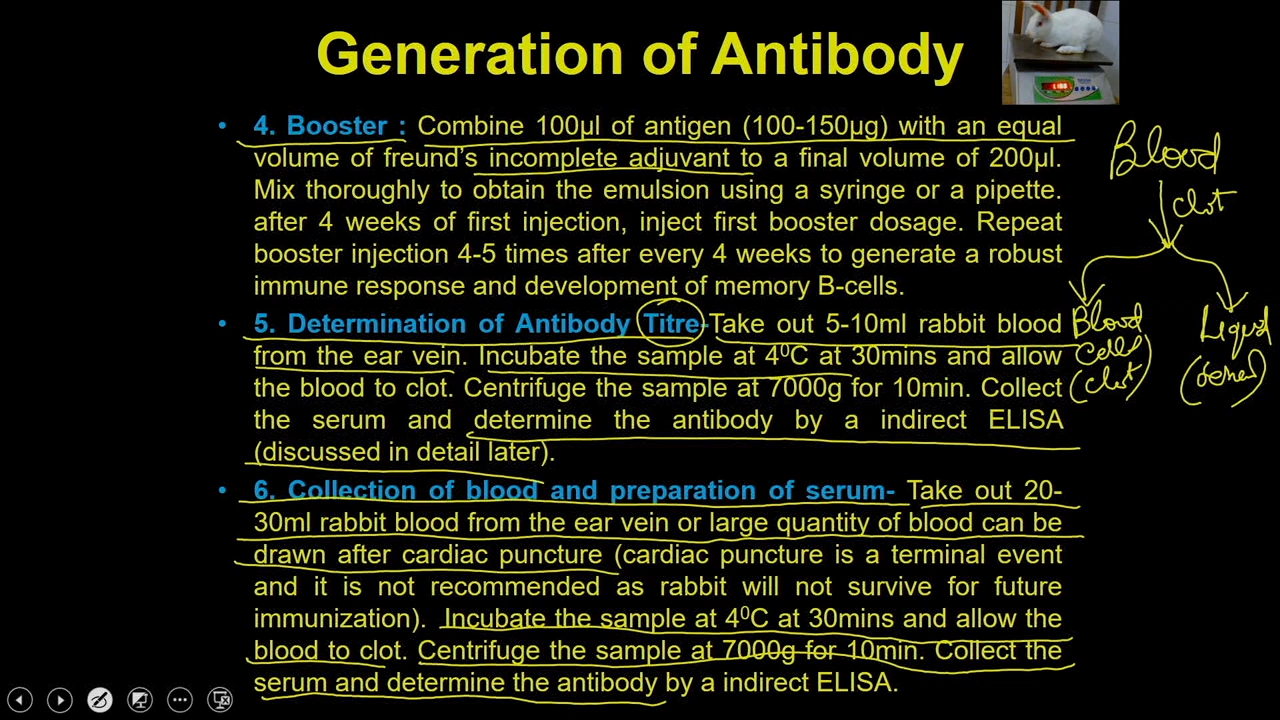 Generation of Antibody
• 4. Booster : Combine 100µl of antigen (100-150µg) with an equal
volume of freund's incomplete adjuvant to a final volume of 200µl.
Mix thoroughly to obtain the emulsion using a syringe or a pipette.
after 4 weeks of first injection, inject first booster dosage. Repeat
booster injection 4-5 times after every 4 weeks to generate a robust
immune response and development of memory B-cells.
• 5. Determination of Antibody Titre-Take out 5-10ml rabbit blood
from the ear vein. Incubate the sample at 4⁰C at 30mins and allow
the blood to clot. Centrifuge the sample at 7000g for 10min. Collect
the serum and determine the antibody by a indirect ELISA
(discussed in detail later).
• 6. Collection of blood and preparation of serum- Take out 20-
30ml rabbit blood from the ear vein or large quantity of blood can be
drawn after cardiac puncture (cardiac puncture is a terminal event
and it is not recommended as rabbit will not survive for future
immunization). Incubate the sample at 4⁰C at 30mins and allow the
blood to clot. Centrifuge the sample at 7000g for 10min. Collect the
serum and determine the antibody by a indirect ELISA.
Blood
clot
Blood
Cells
(clot)
Liquid